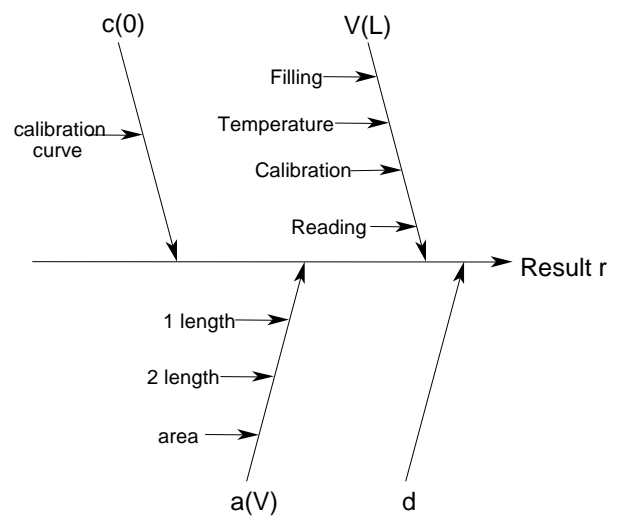 c(0)
V(L)
Filling
Temperature
calibration
curve
Calibration
Reading
Result r
1 length
2 length
area
a(V)
d